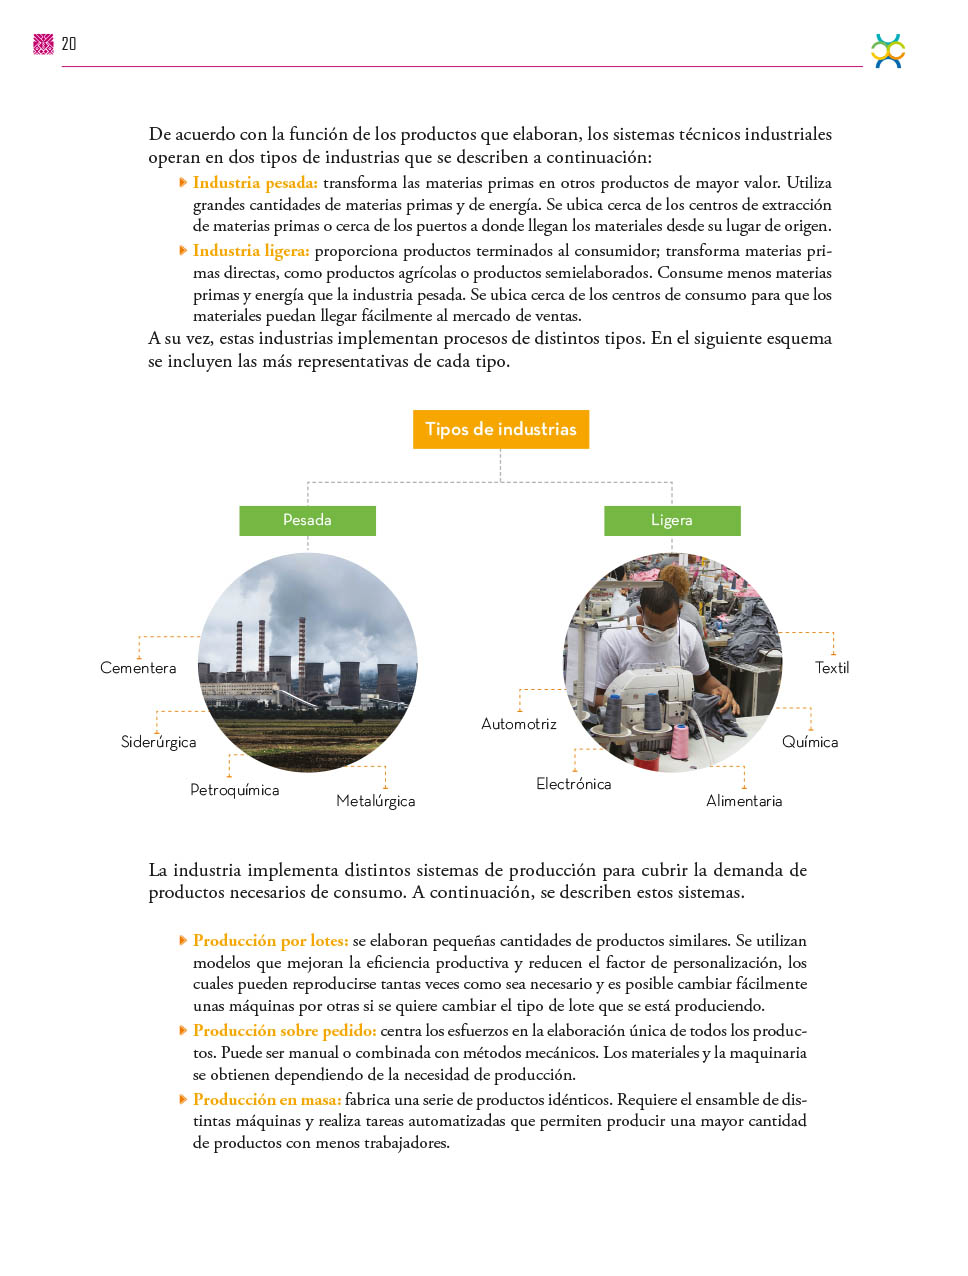 20
De acuerdo con la función de los productos que elaboran, los sistemas técnicos industriales
operan en dos tipos de industrias que se describen a continuación:
Industria pesada: transforma las materias primas en otros productos de mayor valor. Utiliza
grandes cantidades de materias primas y de energía. Se ubica cerca de los centros de extracción
de materias primas o cerca de los puertos a donde llegan los materiales desde su lugar de origen.
Industria ligera: proporciona productos terminados al consumidor; transforma materias pri-
mas directas, como productos agrícolas o productos semielaborados. Consume menos materias
primas y energía que la industria pesada. Se ubica cerca de los centros de consumo para que los
materiales puedan llegar fácilmente al mercado de ventas.
A su vez, estas industrias implementan procesos de distintos tipos. En el siguiente esquema
se incluyen las más representativas de cada tipo.
Tipos de industrias
Pesada
Cementera
Siderúrgica
Petroquímica
Metalúrgica
Ligera
Automotriz
Electrónica
Textil
Química
Alimentaria
La industria implementa distintos sistemas de producción para cubrir la demanda de
productos necesarios de consumo. A continuación, se describen estos sistemas.
Producción por lotes: se elaboran pequeñas cantidades de productos similares. Se utilizan
modelos que mejoran la eficiencia productiva y reducen el factor de personalización, los
cuales pueden reproducirse tantas veces como sea necesario y es posible cambiar fácilmente
unas máquinas por otras si se quiere cambiar el tipo de lote que se está produciendo.
Producción sobre pedido: centra los esfuerzos en la elaboración única de todos los produc-
tos. Puede ser manual o combinada con métodos mecánicos. Los materiales y la maquinaria
se obtienen dependiendo de la necesidad de producción.
Producción en masa: fabrica una serie de productos idénticos. Requiere el ensamble de dis-
tintas máquinas y realiza tareas automatizadas que permiten producir una mayor cantidad
de productos con menos trabajadores.